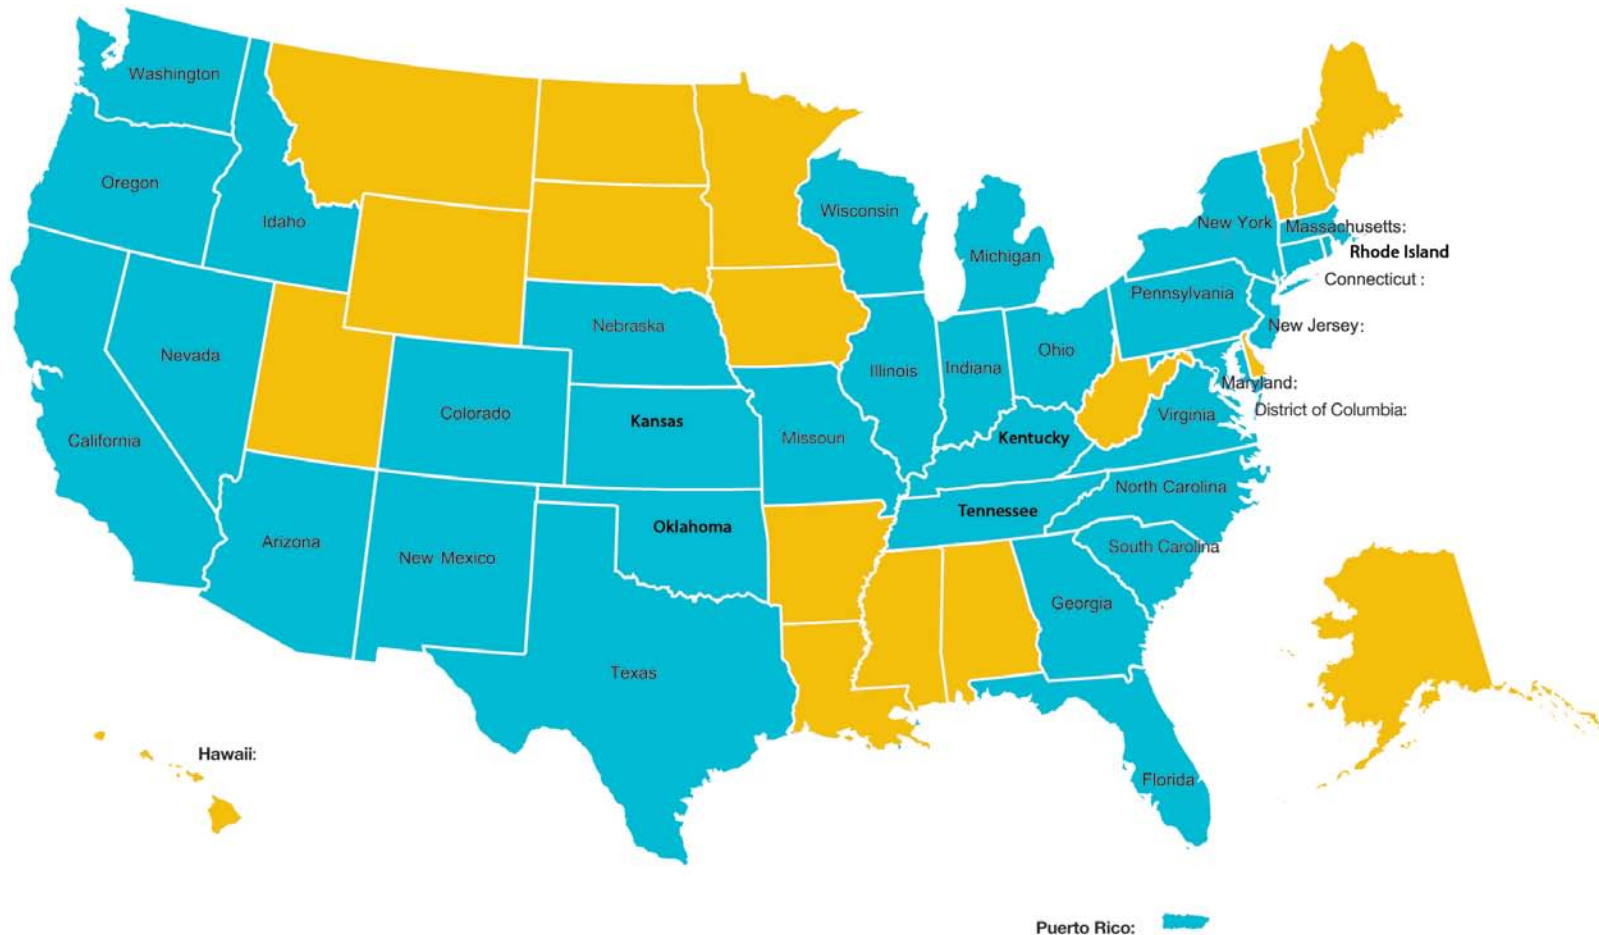 Washington
Oregon
Idaho
Wisconsin
Michigan
New York
Massachusetts:
Rhode Island
Connecticut :
Pennsylvania
New Jersey:
Nebraska
Nevada
Ohio
Illinois
Indiana
Maryland:
District of Columbia:
Colorado
Kansas
California
Missouri
Kentucky
Virginia
North Carolina
Tennessee
Oklahoma
Arizona
New Mexico
South Carolina
Georgia
Texas
Hawaii:
Florida
Puerto Rico: